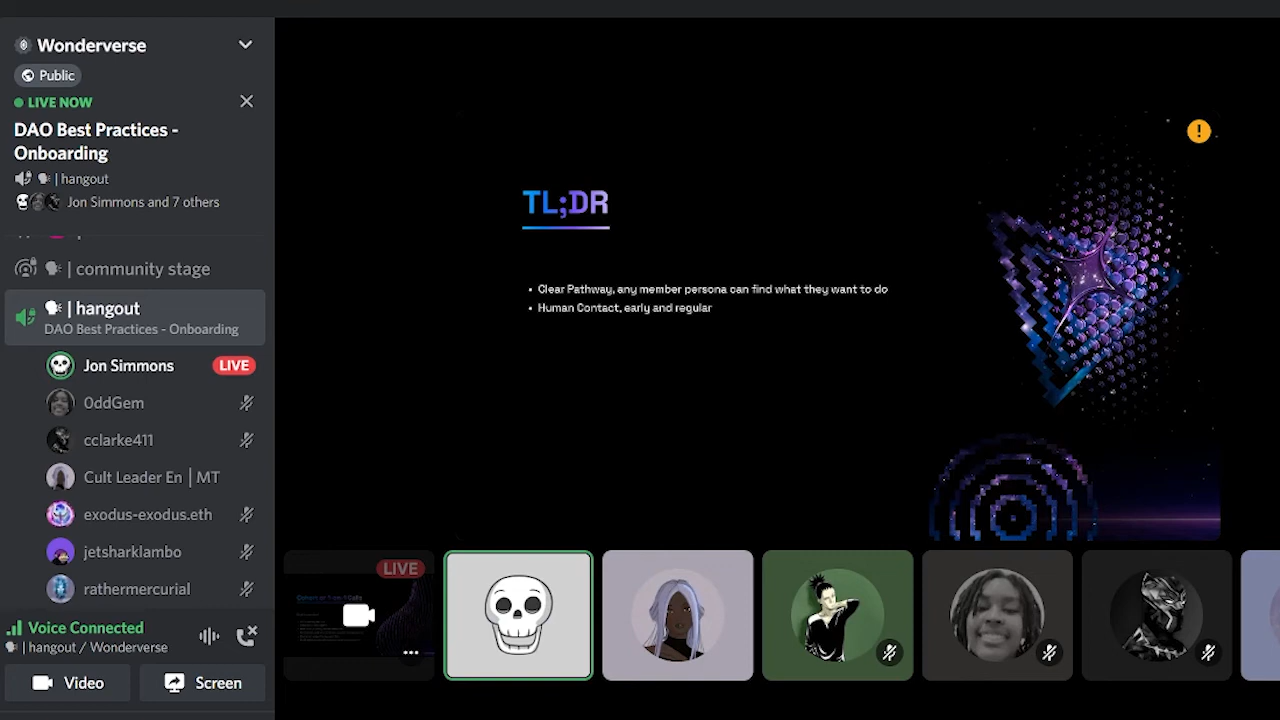 Wonderverse
Public
LIVE NOW
DAO Best Practices -
Onboarding
| hangout
Jon Simmons and 7 others
| community stage
| hangout
DAO Best Practices - Onboarding
Jon Simmons
LIVE
0ddGem
cclarke411
Cult Leader En | MT
exodus-exodus.eth
jetsharklambo
rathermercurial
Voice Connected
| hangout / Wonderverse
Video
Screen
TL;DR
• Clear Pathway, any member persona can find what they want to do
• Human Contact, early and regular
!
LIVE